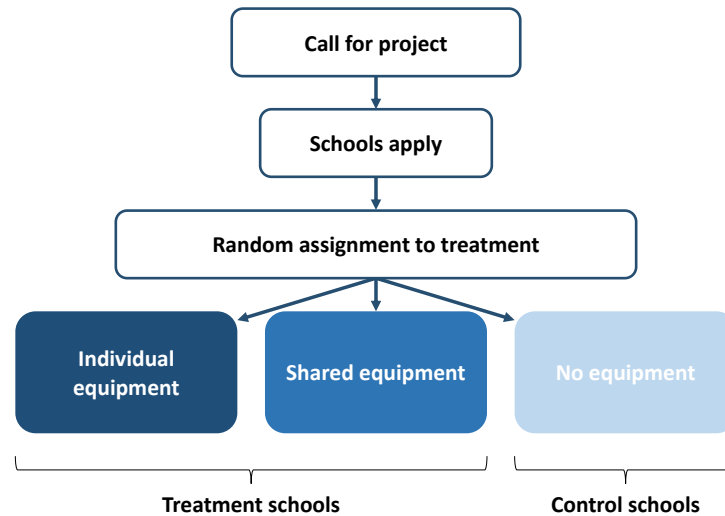 Call for project
Schools apply
Random assignment to treatment
Individual
equipment
Shared equipment
No equipment
Treatment schools
Control schools